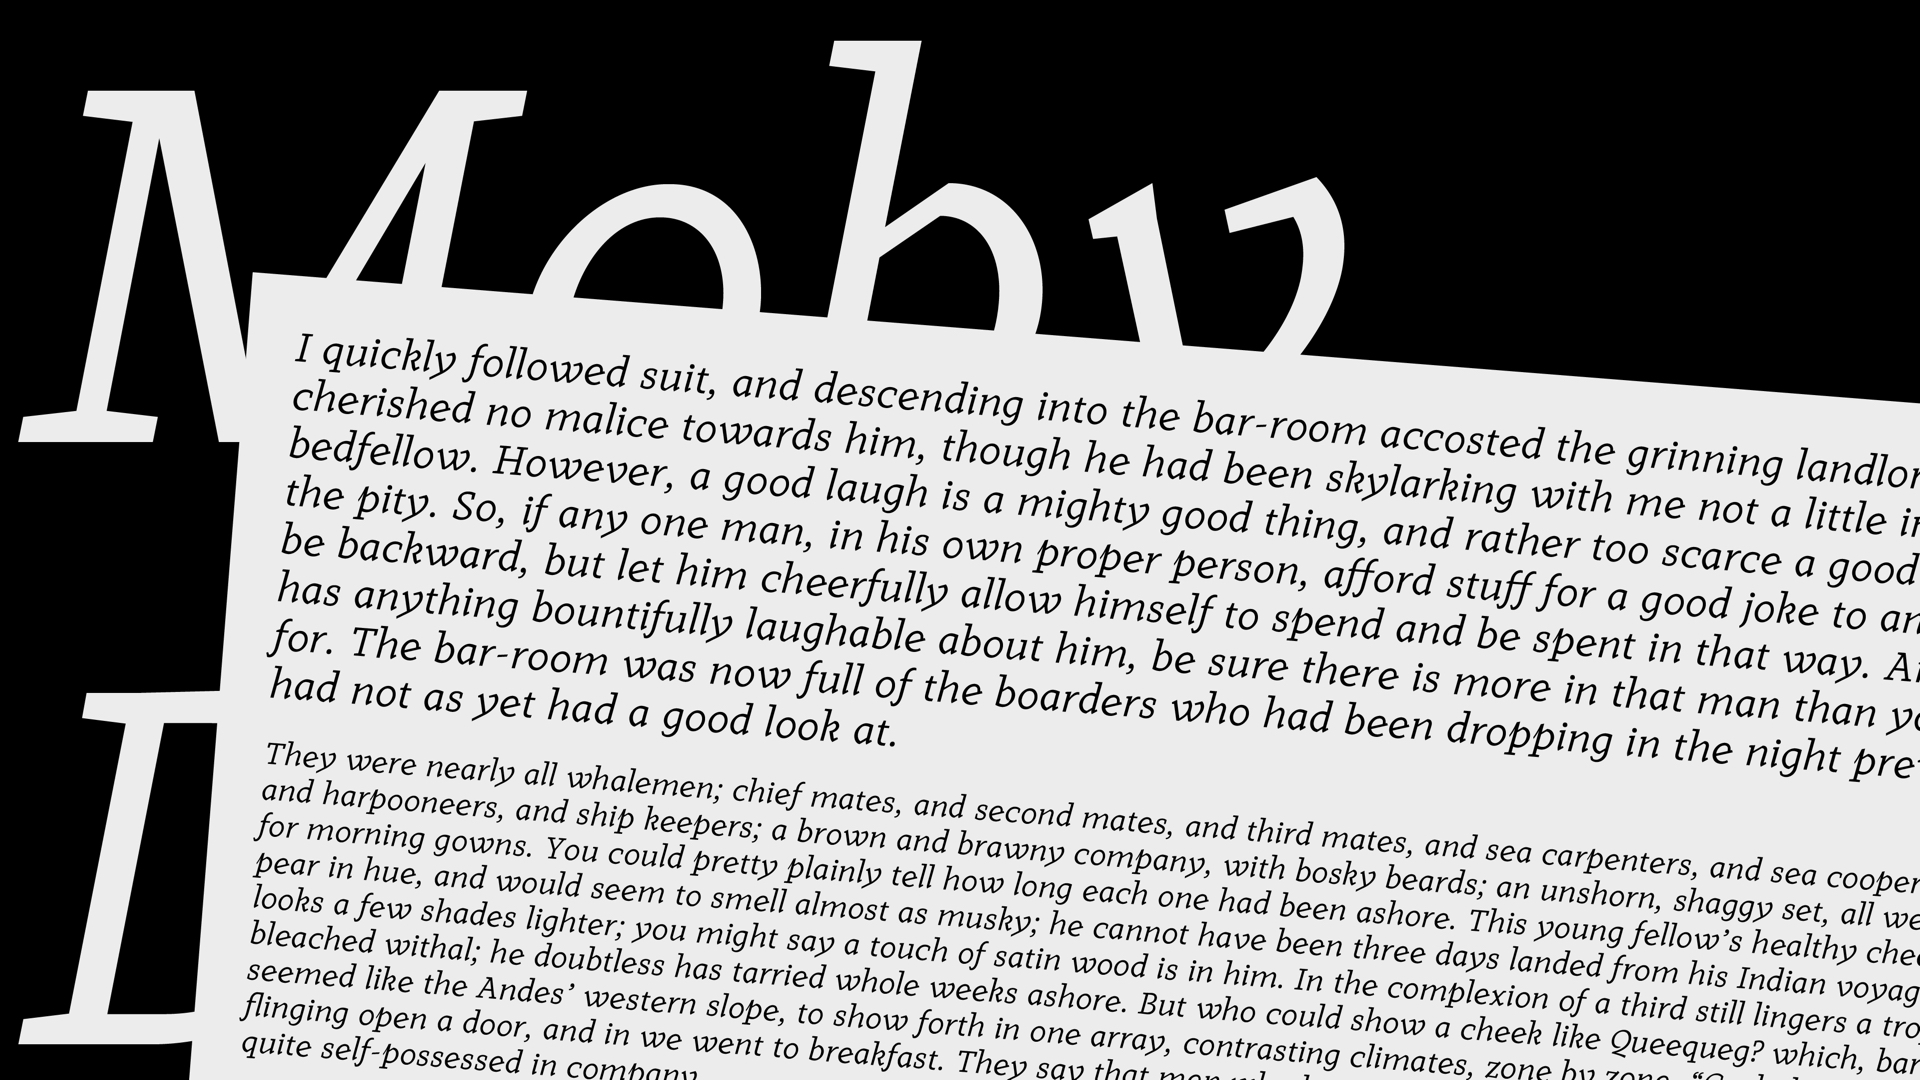 Moby
I quickly followed suit, and descending into the bar-room accosted the grinning
cherished no malice towards him, though he had been skylarking with me not a little
bedfellow. However, a good laugh is a mighty good thing, and rather too scarce a good
the pity. So, if any one man, in his own proper person, afford stuff for a good joke to
be backward, but let him cheerfully allow himself to spend and be spent in that way.
has anything bountifully laughable about him, be sure there is more in that man than
for. The bar-room was now full of the boarders who had been dropping in the night
had not as yet had a good look at.
They were nearly all whalemen; chief mates, and second mates, and third mates, and sea carpenters, and sea
and harpooneers, and ship keepers; a brown and brawny company, with bosky beards; an unshorn, shaggy set, all
for morning gowns. You could pretty plainly tell how long each one had been ashore. This young fellow’s healthy
pear in hue, and would seem to smell almost as musky; he cannot have been three days landed from his Indian
looks a few shades lighter; you might say a touch of satin wood is in him. In the complexion of a third still lingers a
bleached withal; he doubtless has tarried whole weeks ashore. But who could show a cheek like Queequeg? which,
seemed like the Andes’ western slope, to show forth in one array, contrasting climates, zone by zone.
flinging open a door, and in we went to breakfast. They say that men
quite self-possessed in company.